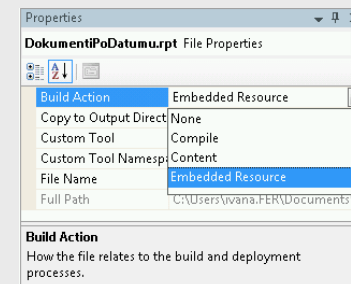 Properties
DokumentiPoDatumu.rpt File Properties
Build Action Embedded Resource
Copy to Output Direct None
Custom Tool Compile
Custom Tool Namesp Content
File Name Embedded Resource
Full Path C:\Users\ivana.FER\Documents
Build Action
How the file relates to the build and deployment
processes.